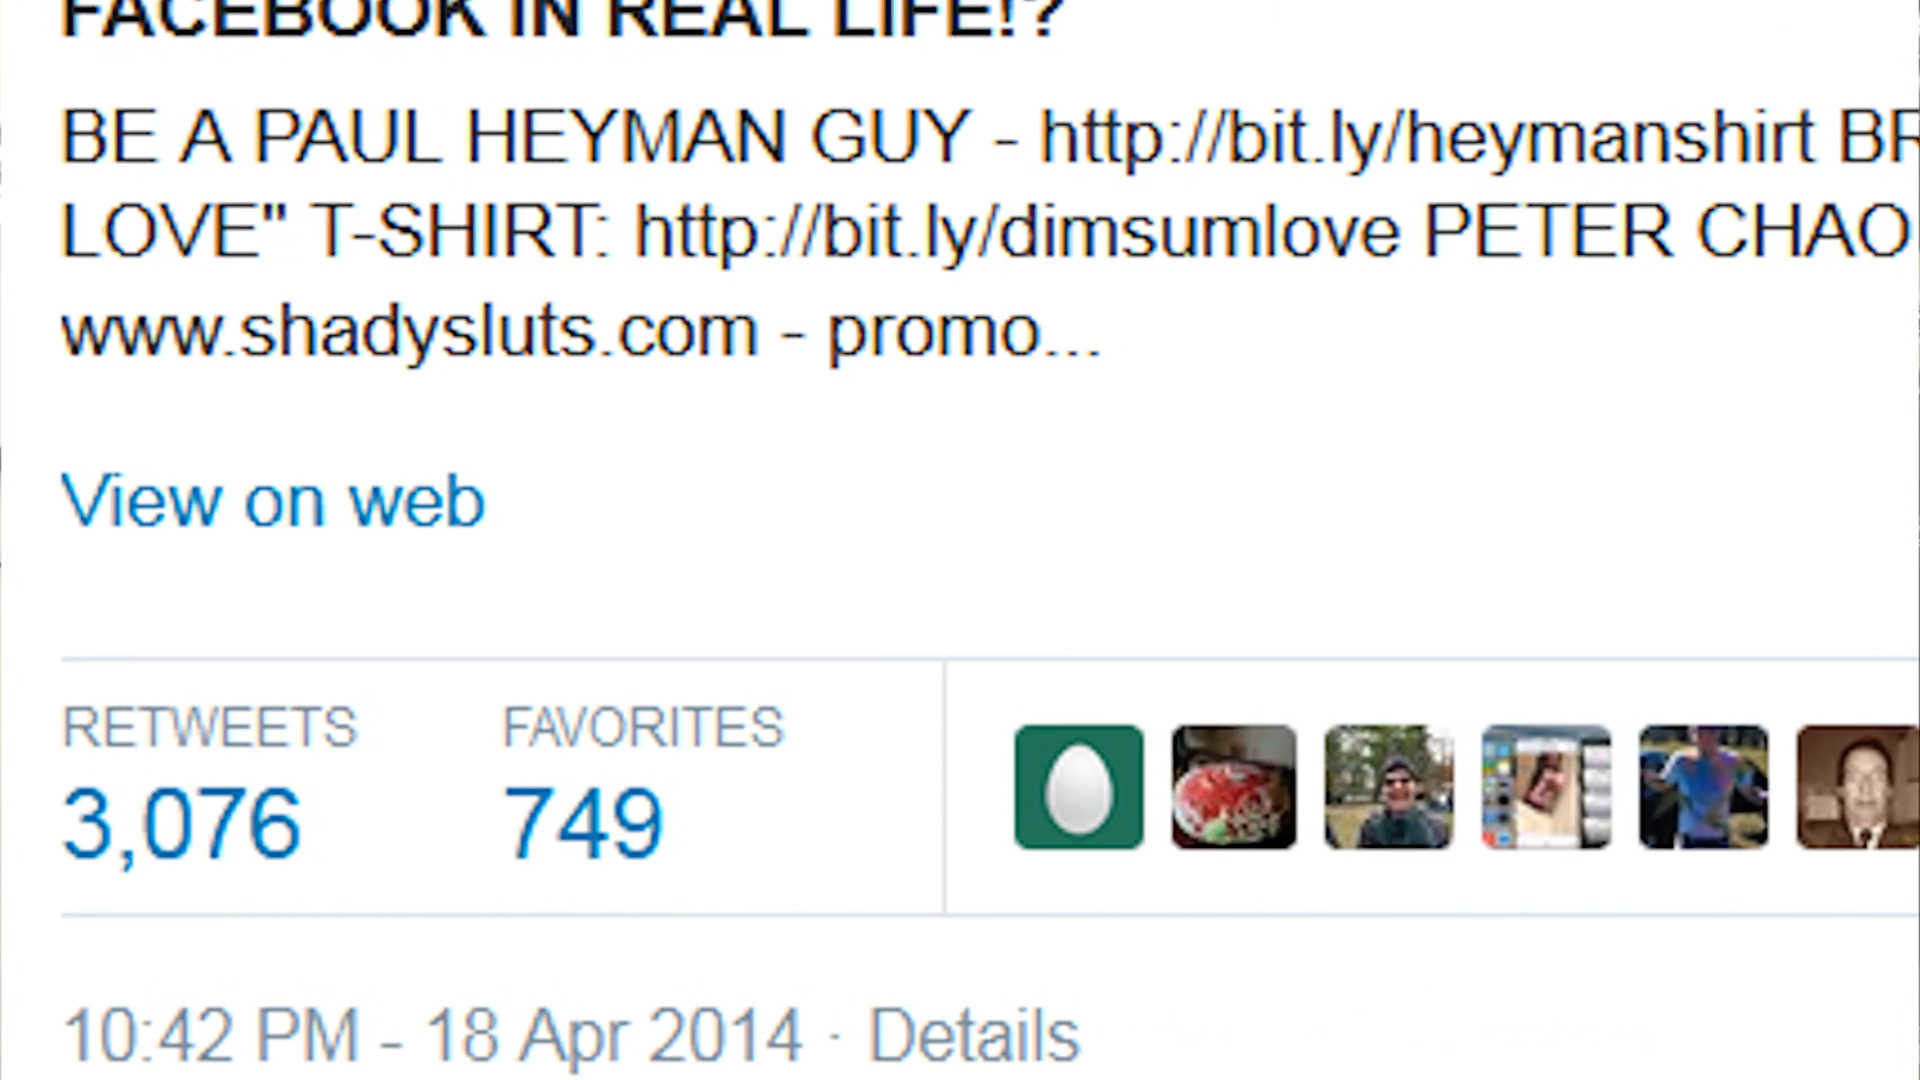 FACEBOOK IN REAL LIFE!?
BE A PAUL HEYMAN GUY - http://bit.ly/heymanshirt BR
LOVE" T-SHIRT: http://bit.ly/dimsumlove PETER CHAO
www.shadysluts.com - promo...
View on web
RETWEETS FAVORITES
3,076 749
10:42 PM - 18 Apr 2014 · Details